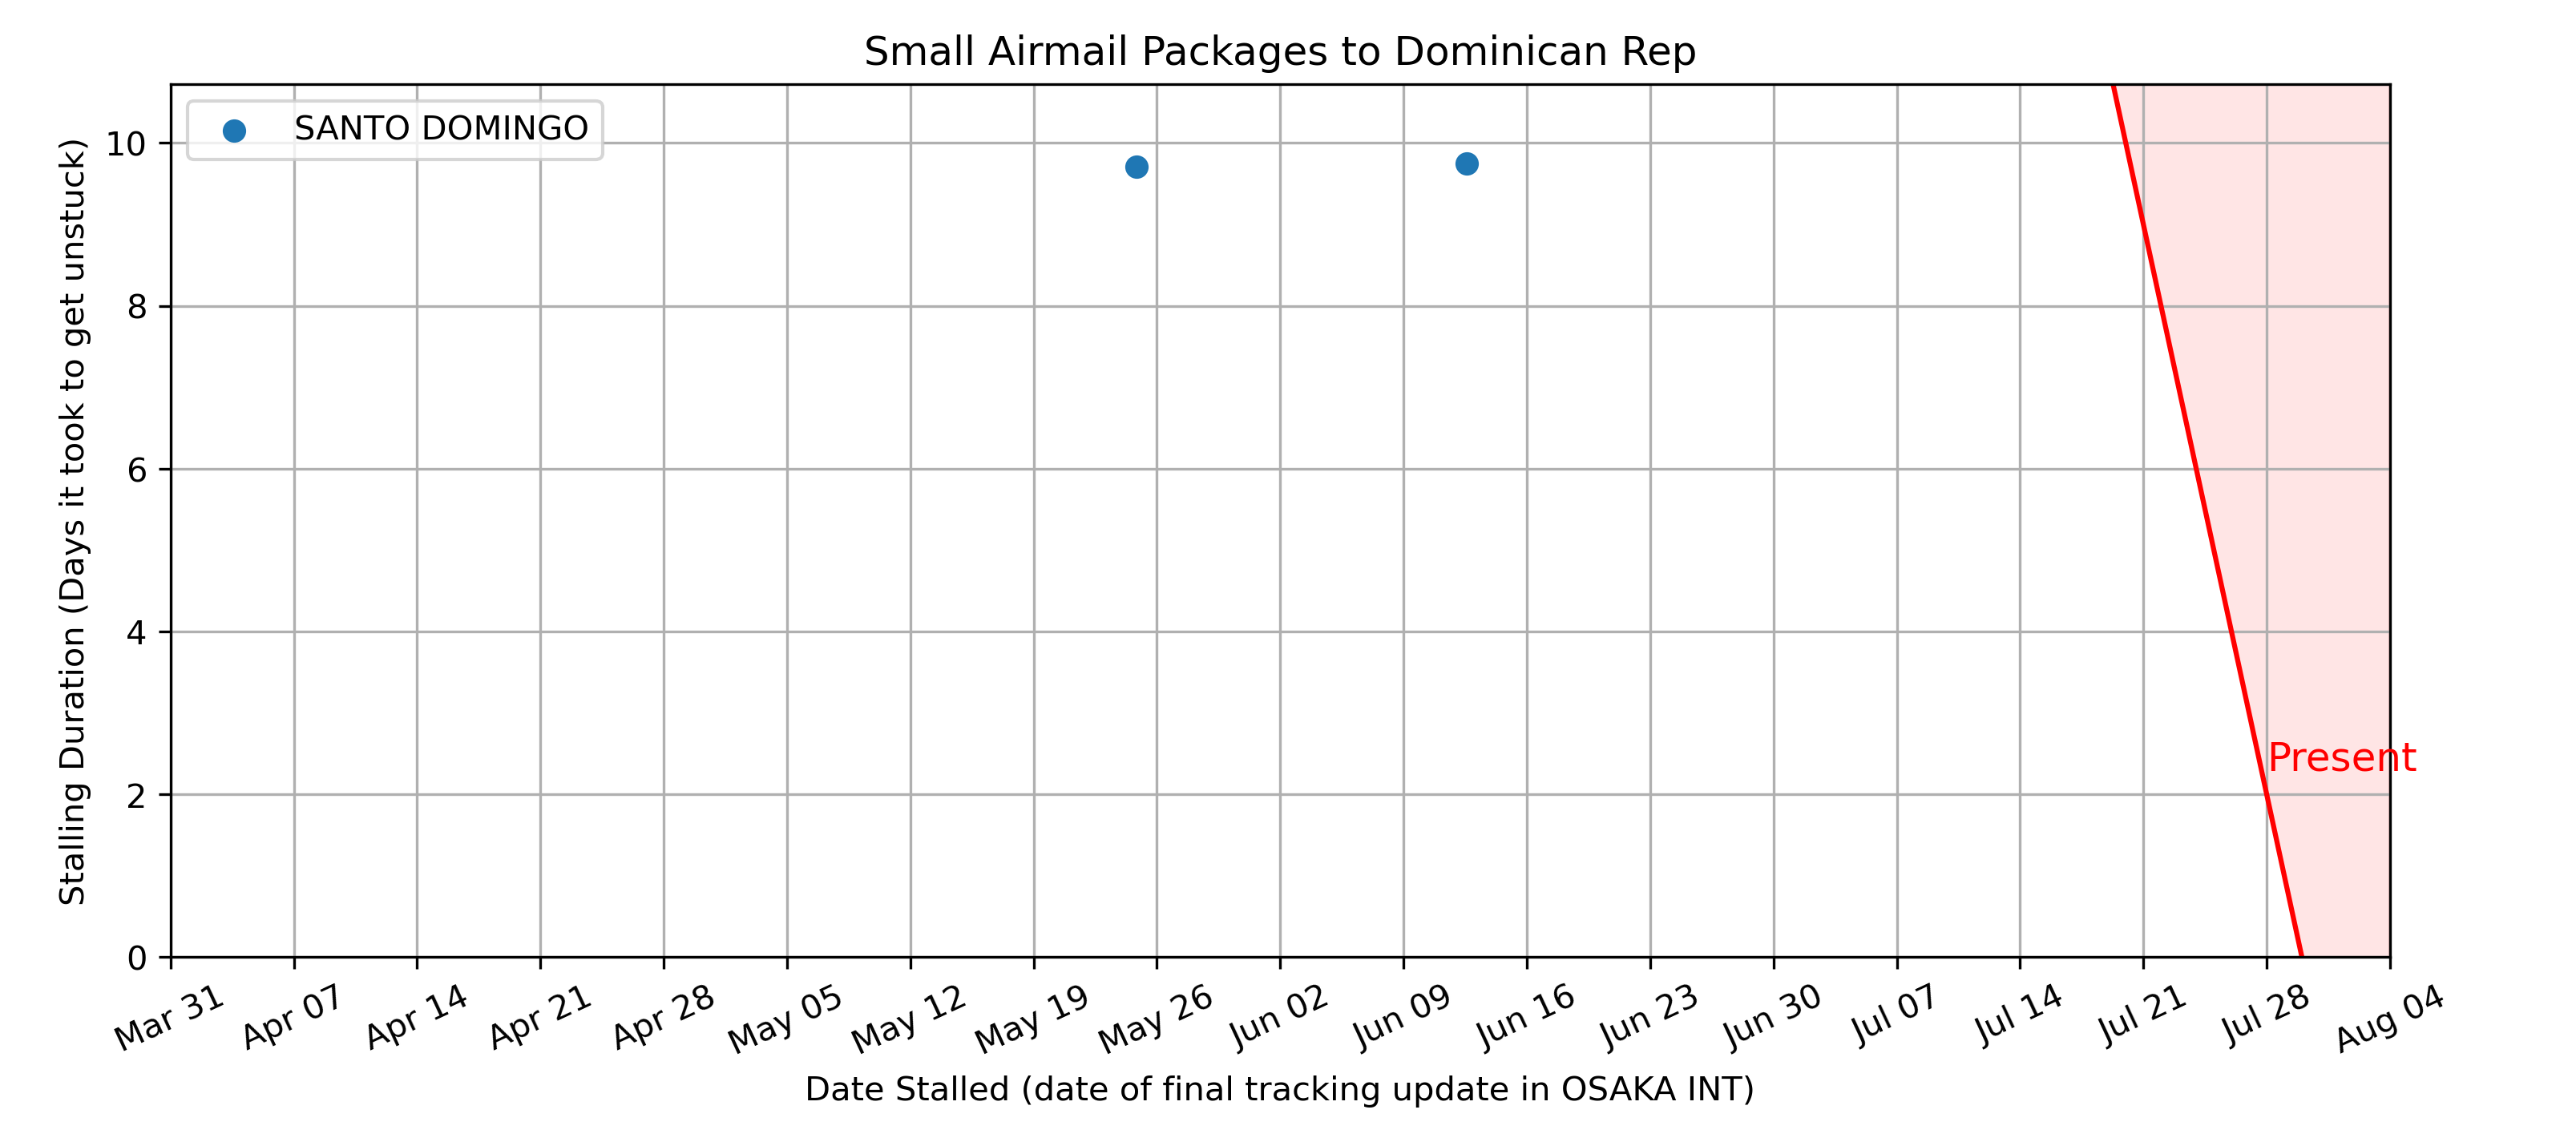 Small Airmail Packages to Dominican Rep
SANTO DOMINGO
Stalling Duration (Days it took to get unstuck)
10
8
6
4
2
0
Present
Mar 31 Apr 07 Apr 14 Apr 21 Apr 28 May 05 May 12 May 19 May 26 Jun 02 Jun 09 Jun 16 Jun 23 Jun 30 Jul 07 Jul 14 Jul 21 Jul 28 Aug 04
Date Stalled (date of final tracking update in OSAKA INT)